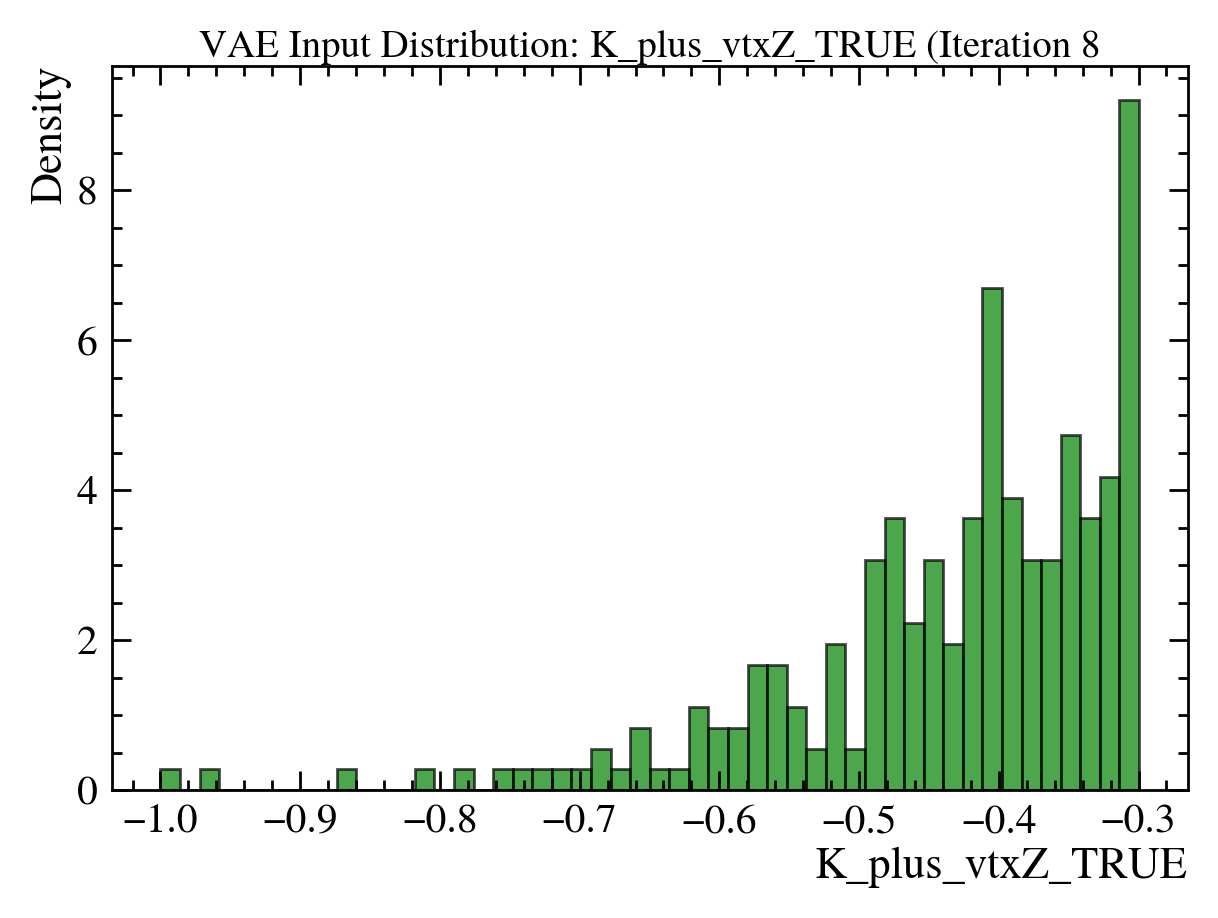 VAE Input Distribution: K_plus_vtxZ_TRUE (Iteration 8
Density
8
6
4
2
0
−1.0 −0.9 −0.8 −0.7 −0.6 −0.5 −0.4 −0.3
K_plus_vtxZ_TRUE